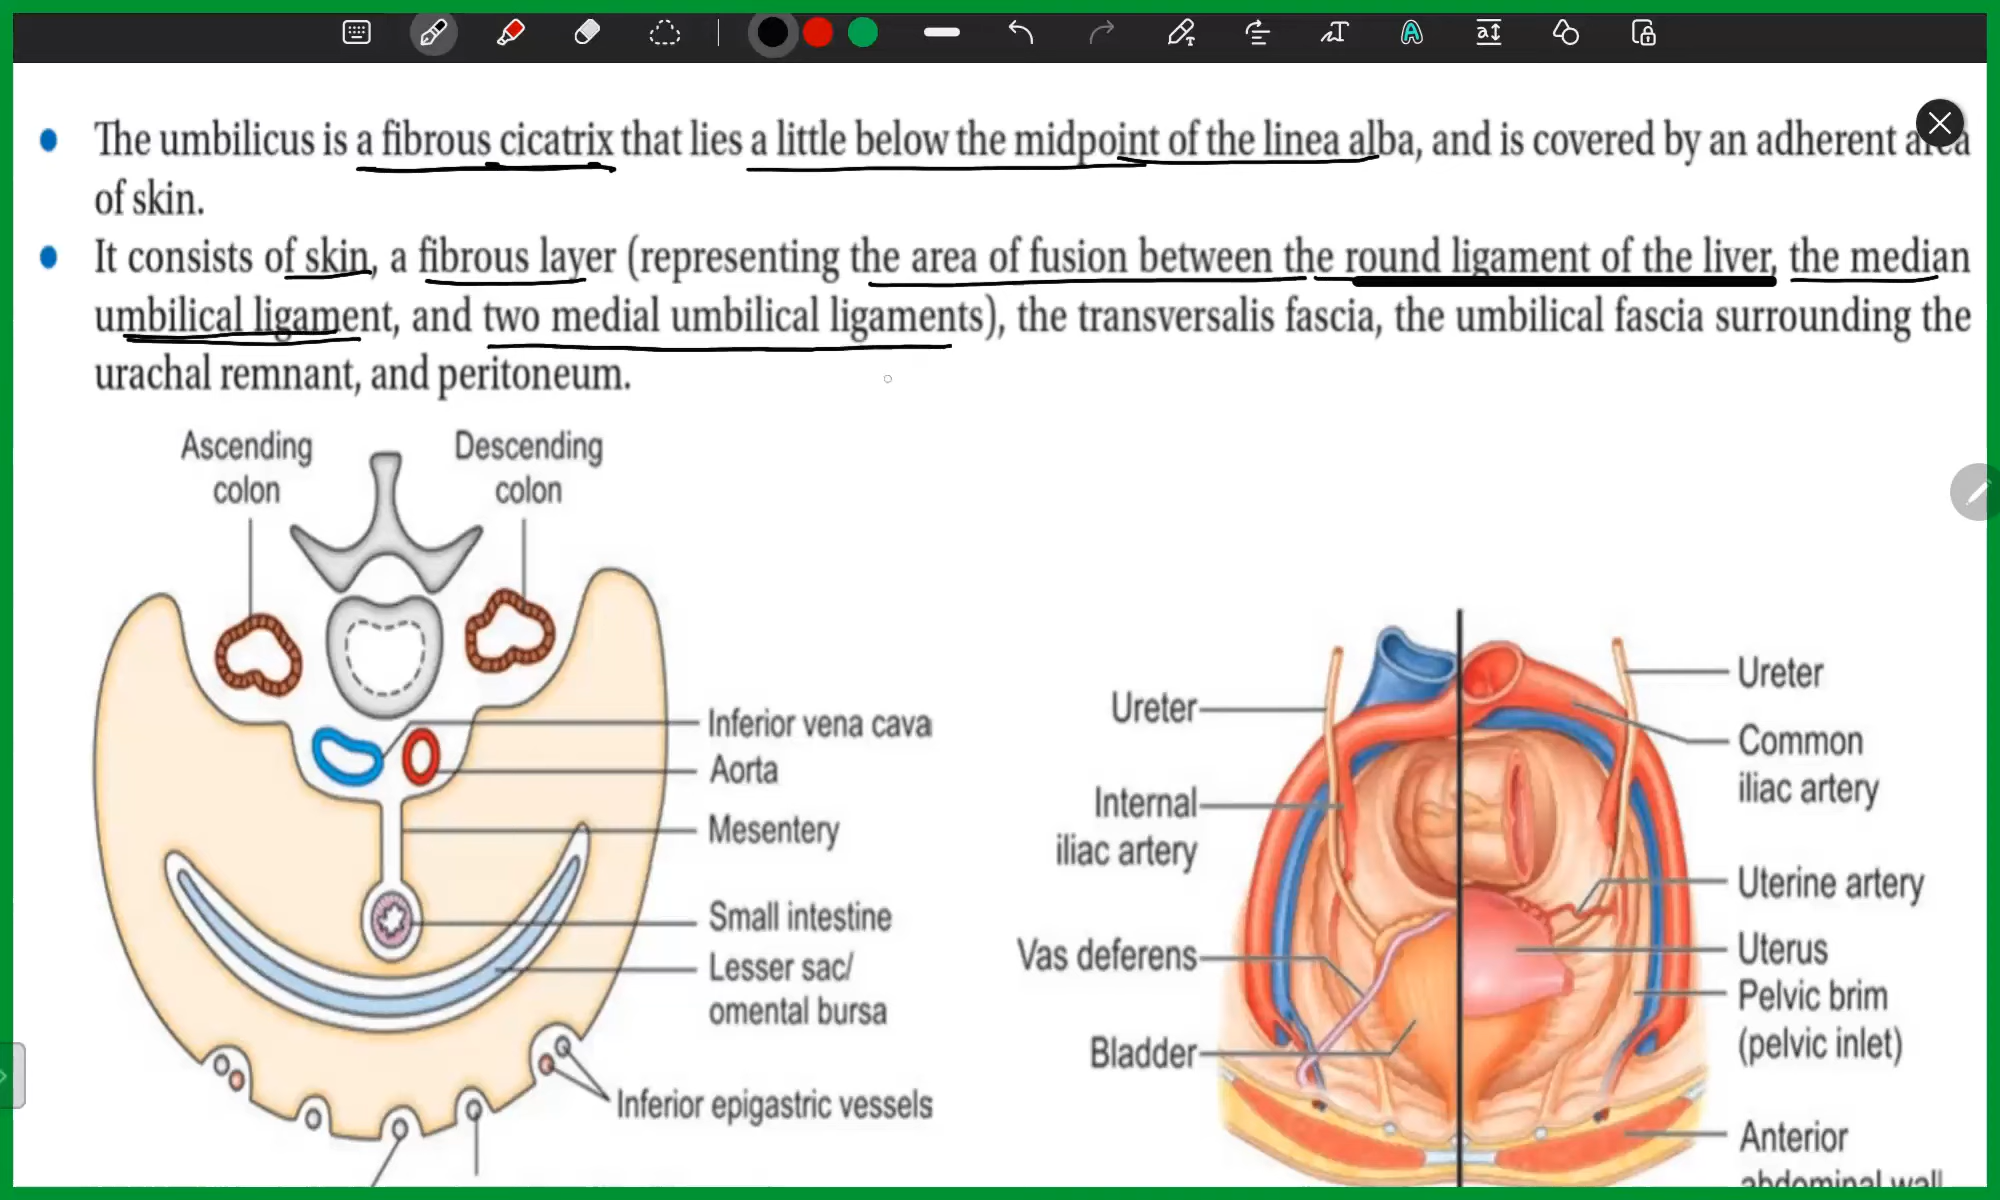 The umbilicus is a fibrous cicatrix that lies a little below the midpoint of the linea alba, and is covered by an adherent area
of skin.
It consists of skin, a fibrous layer (representing the area of fusion between the round ligament of the liver, the median
umbilical ligament, and two medial umbilical ligaments), the transversalis fascia, the umbilical fascia surrounding the
urachal remnant, and peritoneum.
Ascending
colon
Descending
colon
Inferior vena cava
Aorta
Mesentery
Small intestine
Lesser sac/
omental bursa
Inferior epigastric vessels
Ureter
Internal
iliac artery
Vas deferens
Bladder
Ureter
Common
iliac artery
Uterine artery
Uterus
Pelvic brim
(pelvic inlet)
Anterior
abdominal wall